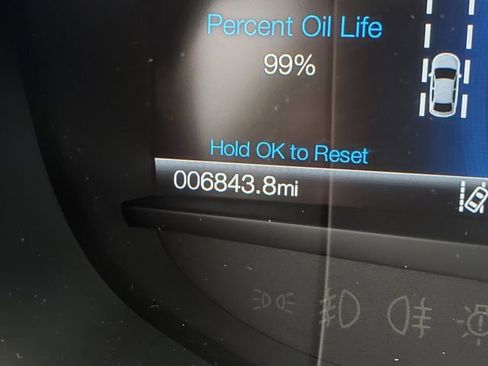 Percent Oil Life
99%
Hold OK to Reset
006843.8mi